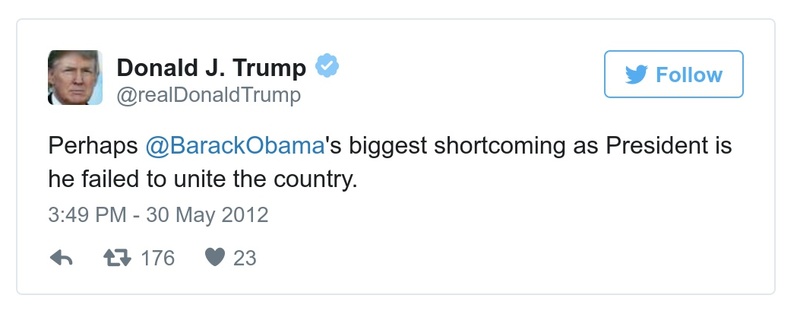 Donald J. Trump
@realDonaldTrump
Follow
Perhaps @BarackObama's biggest shortcoming as President is
he failed to unite the country.
3:49 PM - 30 May 2012
176 23